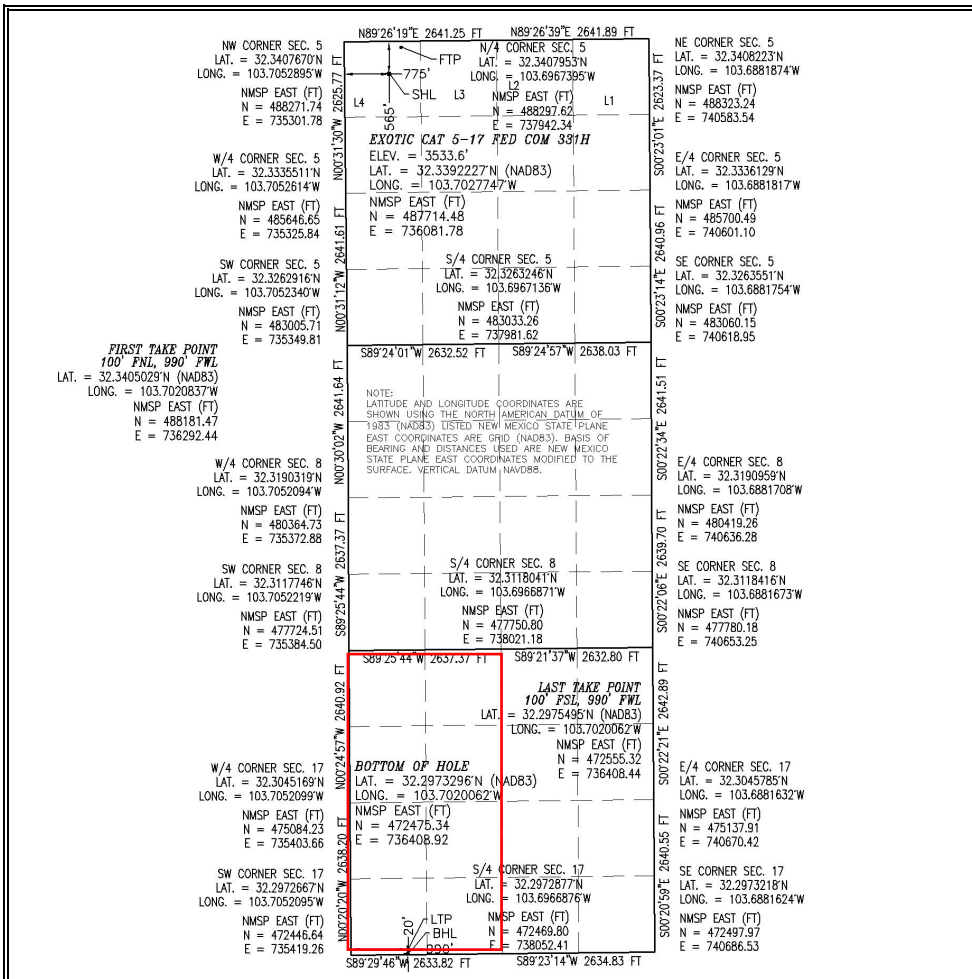 N89°26'19"E 2641.25 FT
N89°26'39"E 2641.89 FT
NW CORNER SEC. 5
LAT. = 32.3407670'N
LONG. = 103.7052895'W
NMSP EAST (FT)
N = 488271.74
E = 735301.78
N/4 CORNER SEC. 5
LAT. = 32.3407953'N
LONG. = 103.6967395'W
NMSP EAST (FT)
N = 488297.62
E = 737942.34
NE CORNER SEC. 5
LAT. = 32.3408223'N
LONG. = 103.6881874'W
NMSP EAST (FT)
N = 488323.24
E = 740583.54
FTP
775'
SHL
565'
L4
L3
L2
L1
N00°31'30"W 2625.77 FT
S00°23'01"E 2623.37 FT
EXOTIC CAT 5-17 FED COM 331H
ELEV. = 3533.6'
LAT. = 32.3392227'N (NAD83)
LONG. = 103.7027747'W
NMSP EAST (FT)
N = 487714.48
E = 736081.78
W/4 CORNER SEC. 5
LAT. = 32.3335511'N
LONG. = 103.7052614'W
NMSP EAST (FT)
N = 485646.65
E = 735325.84
E/4 CORNER SEC. 5
LAT. = 32.3336129'N
LONG. = 103.6881817'W
NMSP EAST (FT)
N = 485700.49
E = 740601.10
N00°31'12"W 2641.61 FT
S00°23'14"E 2640.96 FT
SW CORNER SEC. 5
LAT. = 32.3262916'N
LONG. = 103.7052340'W
NMSP EAST (FT)
N = 483005.71
E = 735349.81
S/4 CORNER SEC. 5
LAT. = 32.3263246'N
LONG. = 103.6967136'W
NMSP EAST (FT)
N = 483033.26
E = 737981.62
SE CORNER SEC. 5
LAT. = 32.3263551'N
LONG. = 103.6881754'W
NMSP EAST (FT)
N = 483060.15
E = 740618.95
S89°24'01"W 2632.52 FT
S89°24'57"W 2638.03 FT
FIRST TAKE POINT
100' FNL, 990' FWL
LAT. = 32.3405029'N (NAD83)
LONG. = 103.7020837'W
NMSP EAST (FT)
N = 488181.47
E = 736292.44
N00°30'02"W 2641.64 FT
S00°22'34"E 2641.51 FT
NOTE:
LATITUDE AND LONGITUDE COORDINATES ARE
SHOWN USING THE NORTH AMERICAN DATUM OF
1983 (NAD83) LISTED NEW MEXICO STATE PLANE
EAST COORDINATES ARE GRID (NAD83). BASIS OF
BEARING AND DISTANCES USED ARE NEW MEXICO
STATE PLANE EAST COORDINATES MODIFIED TO THE
SURFACE. VERTICAL DATUM NAVD88.
W/4 CORNER SEC. 8
LAT. = 32.3190319'N
LONG. = 103.7052094'W
NMSP EAST (FT)
N = 480364.73
E = 735372.88
E/4 CORNER SEC. 8
LAT. = 32.3190959'N
LONG. = 103.6881708'W
NMSP EAST (FT)
N = 480419.26
E = 740636.28
S89°25'44"W 2637.37 FT
S00°22'06"E 2639.70 FT
SW CORNER SEC. 8
LAT. = 32.3117746'N
LONG. = 103.7052219'W
NMSP EAST (FT)
N = 477724.51
E = 735384.50
S/4 CORNER SEC. 8
LAT. = 32.3118041'N
LONG. = 103.6966871'W
NMSP EAST (FT)
N = 477750.80
E = 738021.18
SE CORNER SEC. 8
LAT. = 32.3118416'N
LONG. = 103.6881673'W
NMSP EAST (FT)
N = 477780.18
E = 740653.25
S89°25'44"W 2637.37 FT
S89°21'37"W 2632.80 FT
N00°24'57"W 2640.92 FT
S00°22'21"E 2642.89 FT
LAST TAKE POINT
100' FSL, 990' FWL
LAT. = 32.2975495'N (NAD83)
LONG. = 103.7020062'W
NMSP EAST (FT)
N = 472555.32
E = 736408.44
W/4 CORNER SEC. 17
LAT. = 32.3045169'N
LONG. = 103.7052099'W
NMSP EAST (FT)
N = 475084.23
E = 735403.66
BOTTOM OF HOLE
LAT. = 32.2973296'N (NAD83)
LONG. = 103.7020062'W
NMSP EAST (FT)
N = 472475.34
E = 736408.92
E/4 CORNER SEC. 17
LAT. = 32.3045785'N
LONG. = 103.6881632'W
NMSP EAST (FT)
N = 475137.91
E = 740670.42
N00°20'20"W 2638.20 FT
S00°20'59"E 2640.55 FT
SW CORNER SEC. 17
LAT. = 32.2972667'N
LONG. = 103.7052095'W
NMSP EAST (FT)
N = 472446.64
E = 735419.26
S/4 CORNER SEC. 17
LAT. = 32.2972877'N
LONG. = 103.6966876'W
NMSP EAST (FT)
N = 472469.80
E = 738052.41
SE CORNER SEC. 17
LAT. = 32.2973218'N
LONG. = 103.6881624'W
NMSP EAST (FT)
N = 472497.97
E = 740686.53
LTP
BHL
20'
990'
S89°29'46"W 2633.82 FT
S89°23'14"W 2634.83 FT